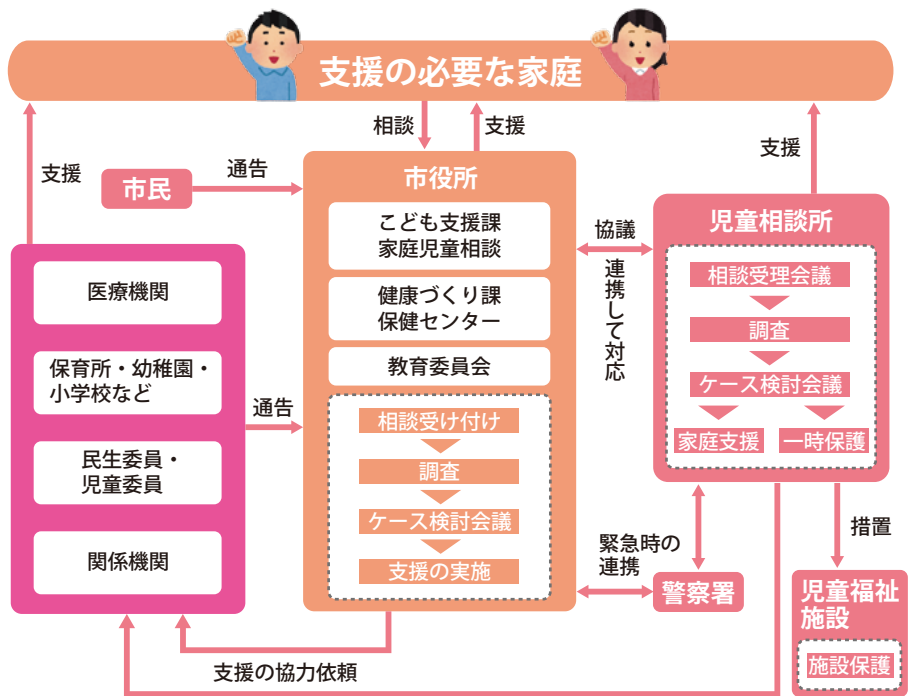 支援の必要な家庭
支援
相談
支援
支援
市民
通告
医療機関
保育所・幼稚園・
小学校など
民生委員・
児童委員
関係機関
通告
市役所
こども支援課
家庭児童相談
健康づくり課
保健センター
教育委員会
相談受け付け
調査
ケース検討会議
支援の実施
協議
連携して対応
児童相談所
相談受理会議
調査
ケース検討会議
家庭支援
一時保護
緊急時の
連携
警察署
措置
児童福祉
施設
施設保護
支援の協力依頼